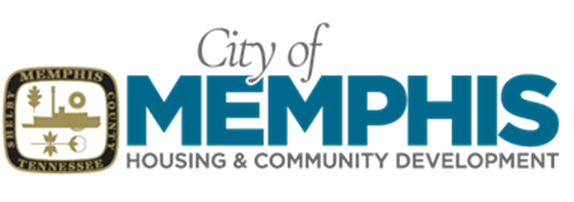 City of
MEMPHIS
HOUSING & COMMUNITY DEVELOPMENT
MEMPHIS
SHELBY
COUNTY
TENNESSEE